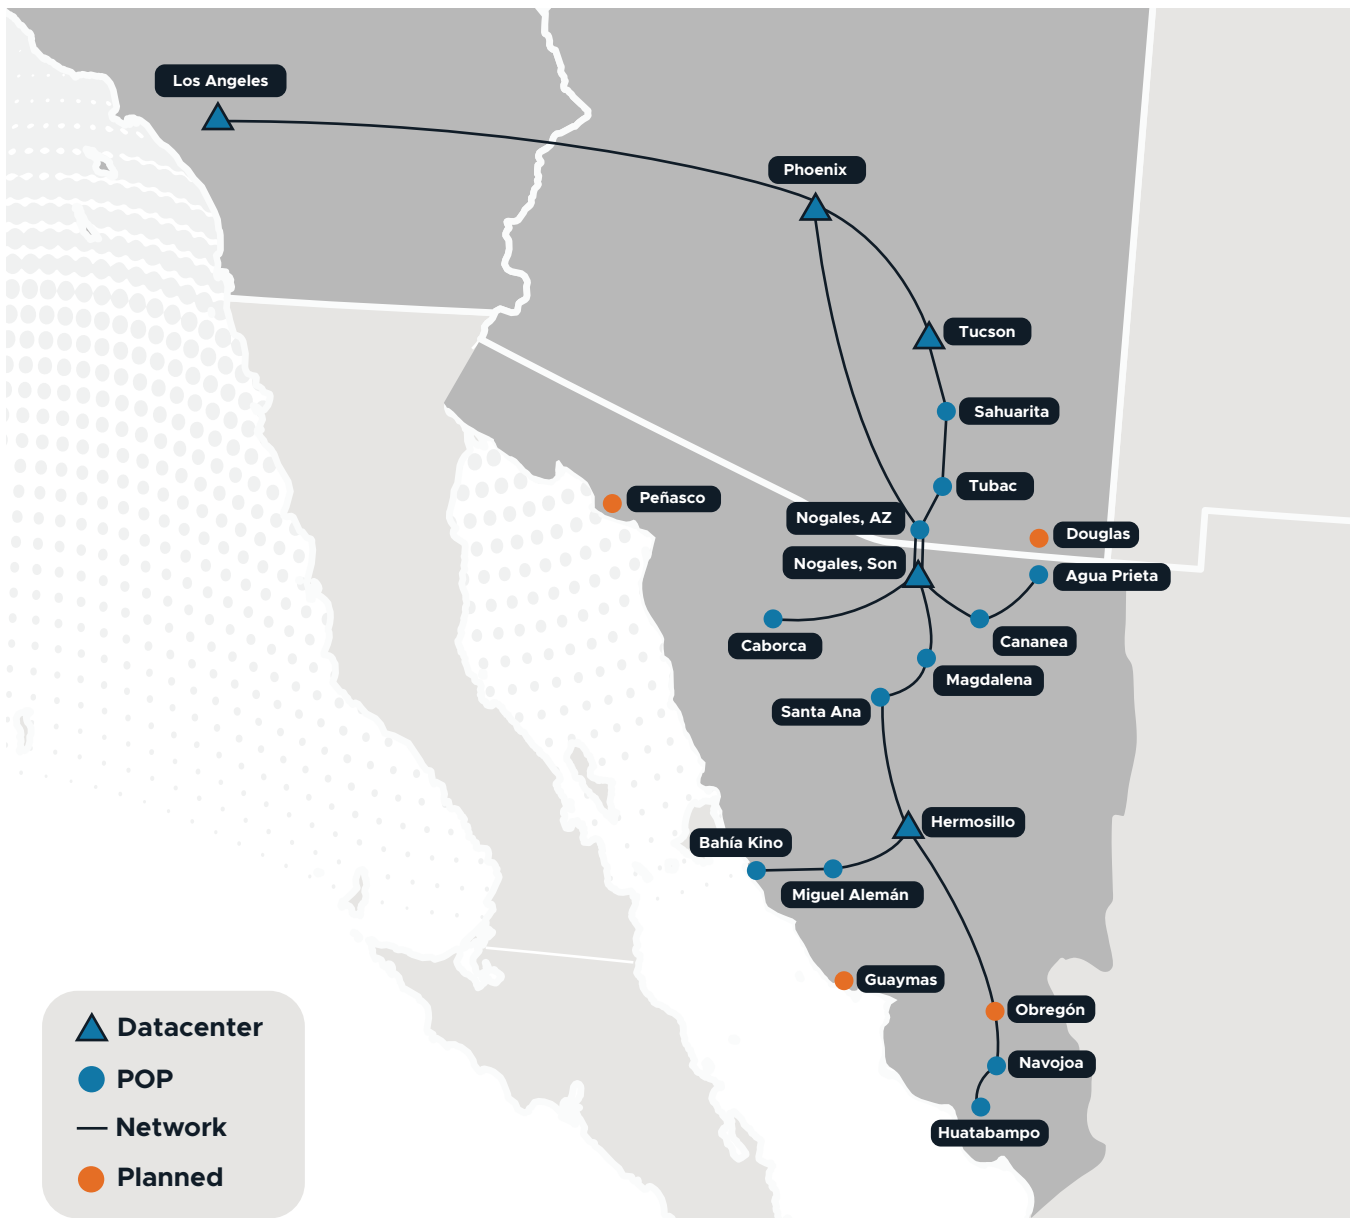 Los Angeles
Phoenix
Tucson
Sahuarita
Tubac
Peñasco
Nogales, AZ
Douglas
Nogales, Son
Agua Prieta
Caborca
Cananea
Magdalena
Santa Ana
Hermosillo
Bahía Kino
Miguel Alemán
Guaymas
Obregón
Navojoa
Huatabampo
Datacenter
POP
Network
Planned